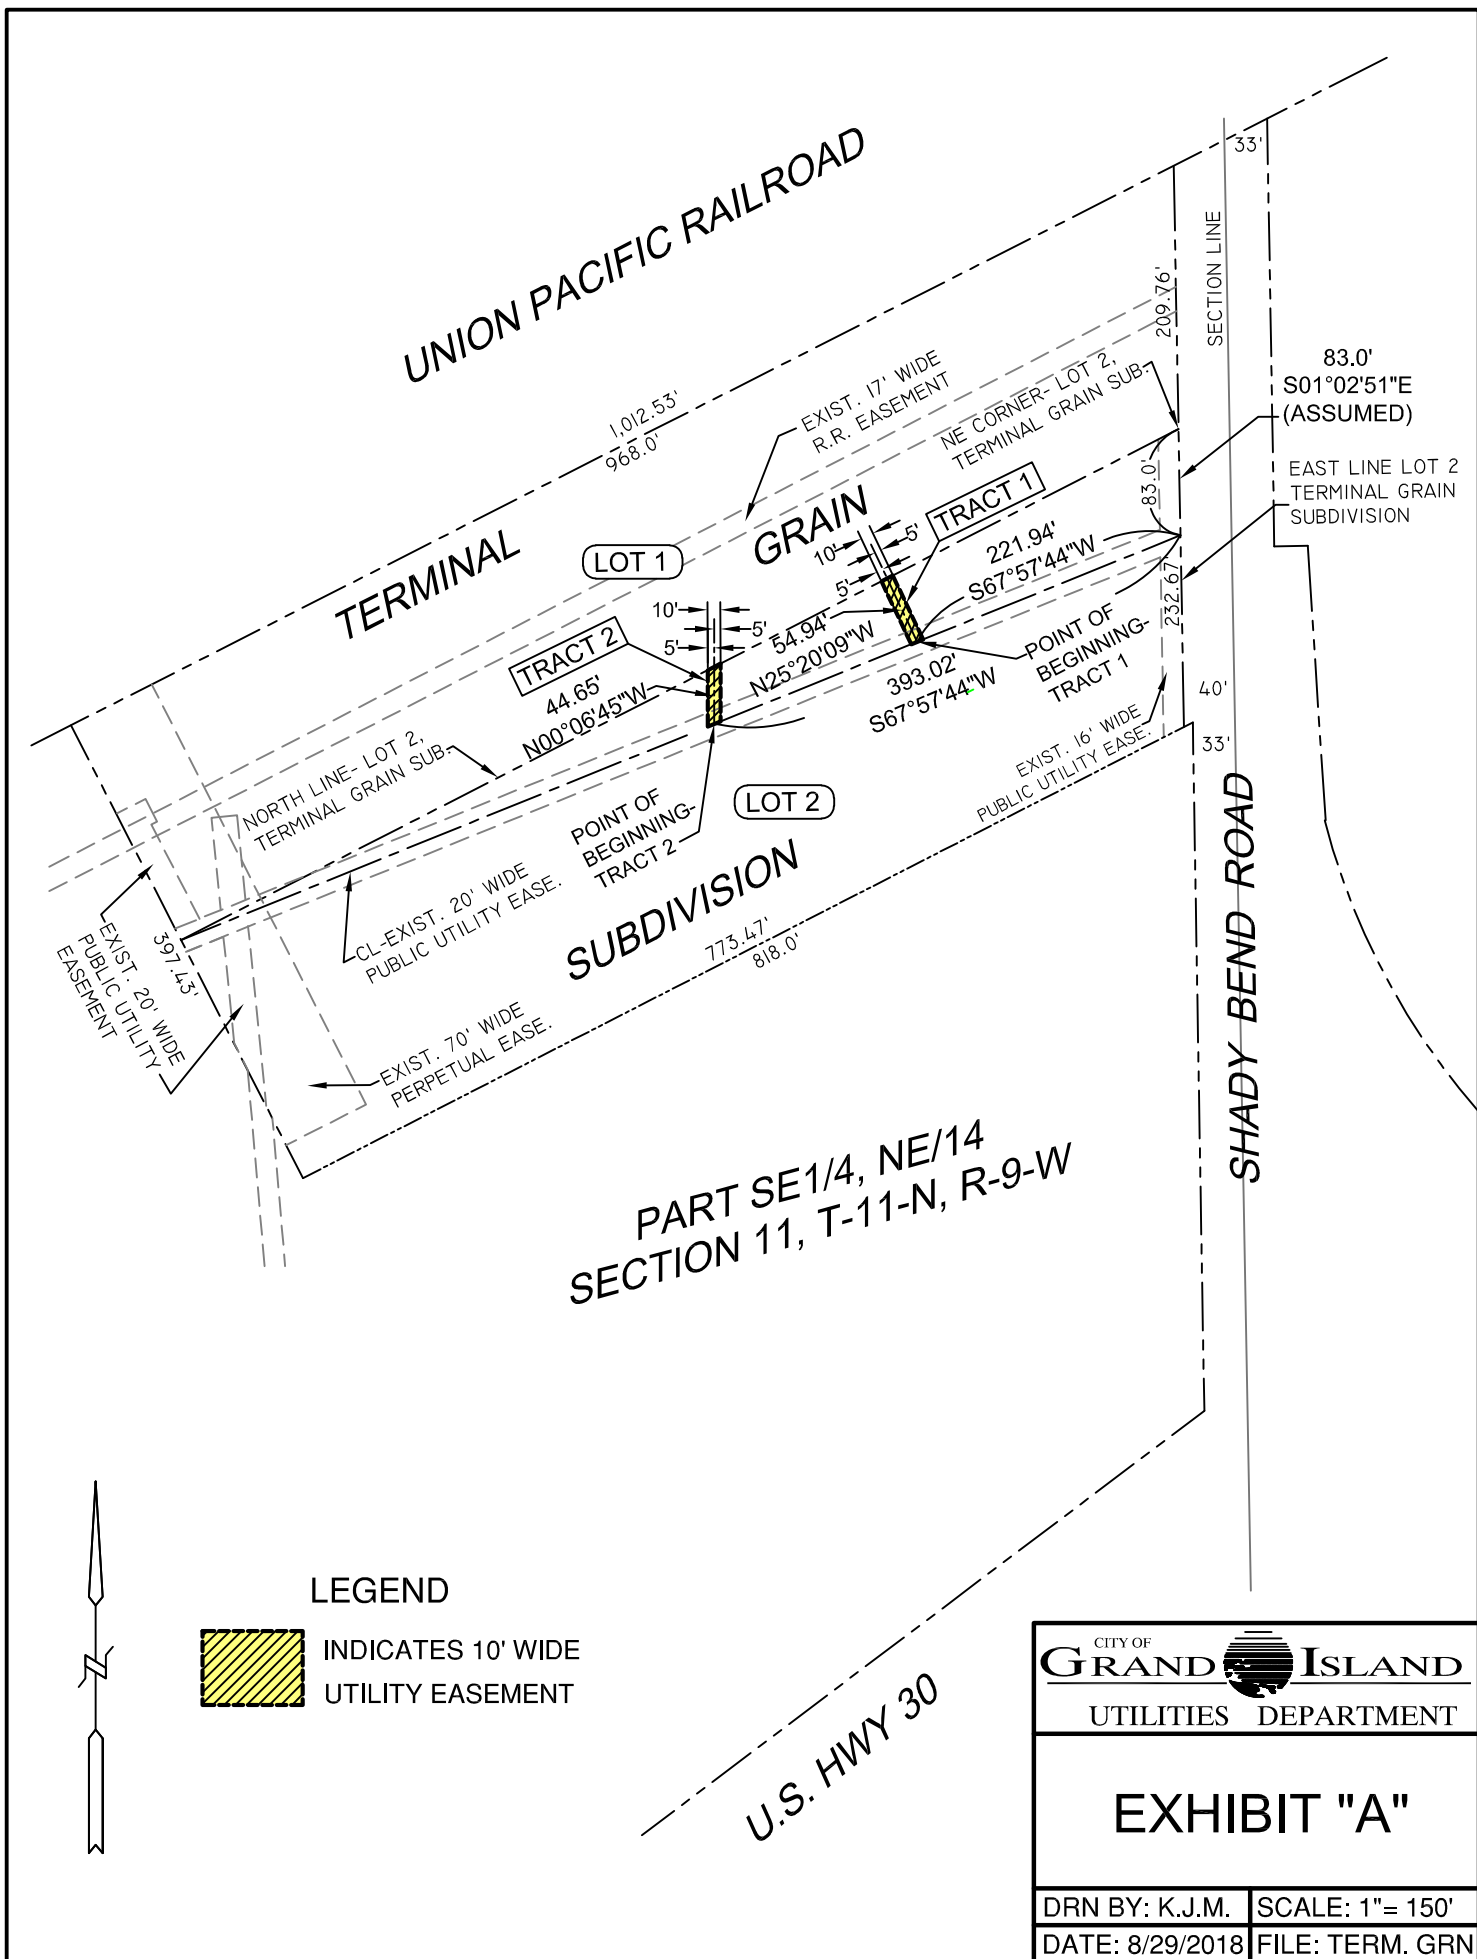 UNION PACIFIC RAILROAD
33'
SECTION LINE
209.76'
83.0'
S01°02'51"E
(ASSUMED)
1,012.53'
968.0'
EXIST. 17' WIDE
R.R. EASEMENT
NE CORNER- LOT 2,
TERMINAL GRAIN SUB.
EAST LINE LOT 2
TERMINAL GRAIN
SUBDIVISION
83.0'
TERMINAL
GRAIN
LOT 1
TRACT 1
10'
5'
5'
221.94'
S67°57'44"W
232.67'
10'
5'
5'
TRACT 2
44.65'
N00°06'45"W
54.94'
N25°20'09"W
393.02'
S67°57'44"W
POINT OF
BEGINNING-
TRACT 1
40'
33'
EXIST. 16' WIDE
PUBLIC UTILITY EASE.
NORTH LINE- LOT 2,
TERMINAL GRAIN SUB.
LOT 2
POINT OF
BEGINNING-
TRACT 2
SUBDIVISION
CL-EXIST. 20' WIDE
PUBLIC UTILITY EASE.
773.47'
818.0'
397.43'
EXIST. 20' WIDE
PUBLIC UTILITY
EASEMENT
EXIST. 70' WIDE
PERPETUAL EASE.
SHADY BEND ROAD
PART SE1/4, NE/14
SECTION 11, T-11-N, R-9-W
U.S. HWY 30
LEGEND
INDICATES 10' WIDE
UTILITY EASEMENT
CITY OF
GRAND ISLAND
UTILITIES DEPARTMENT
EXHIBIT "A"
DRN BY: K.J.M. SCALE: 1"= 150'
DATE: 8/29/2018 FILE: TERM. GRN